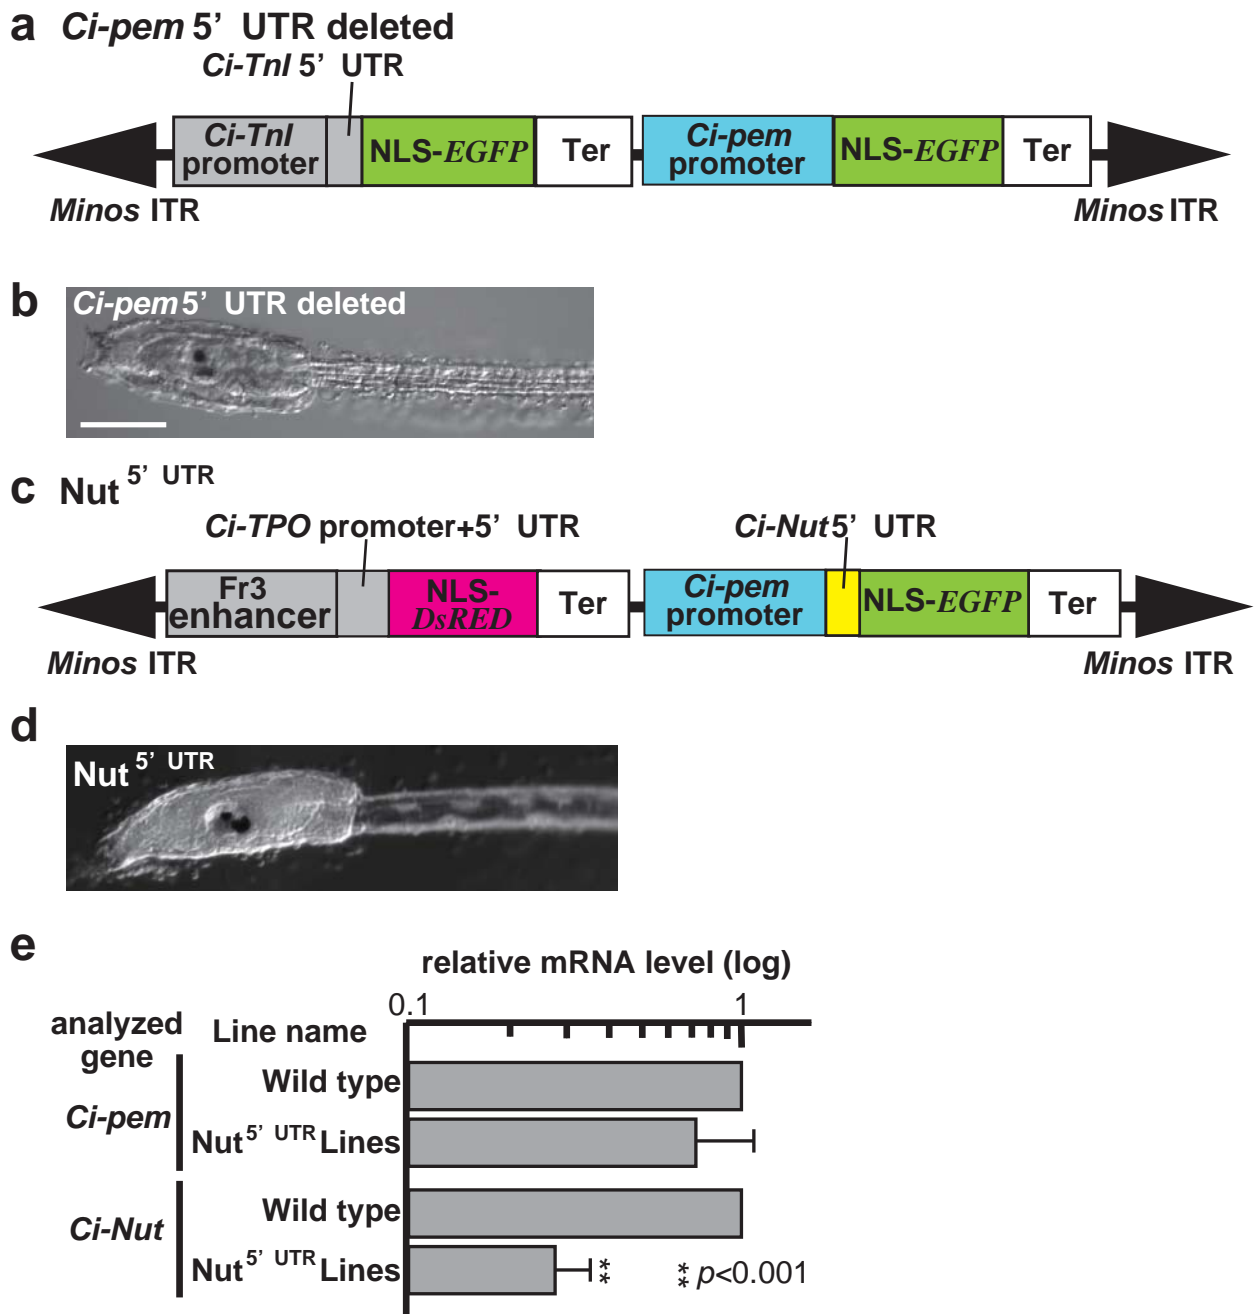 a Ci-pem 5’ UTR deleted
Ci-TnI 5’ UTR
Ci-TnI
promoter
NLS-EGFP
Ter
Ci-pem
promoter
NLS-EGFP
Ter
Minos ITR
Minos ITR
b
Ci-pem 5’ UTR deleted
c Nut 5’ UTR
Ci-TPO promoter+5’ UTR
Ci-Nut 5’ UTR
Fr3
enhancer
NLS-
DsRED
Ter
Ci-pem
promoter
NLS-EGFP
Ter
Minos ITR
Minos ITR
d
Nut 5’ UTR
e
relative mRNA level (log)
0.1
1
analyzed
gene
Line name
Ci-pem
Wild type
Nut 5’ UTR Lines
Ci-Nut
Wild type
Nut 5’ UTR Lines
**
** p<0.001